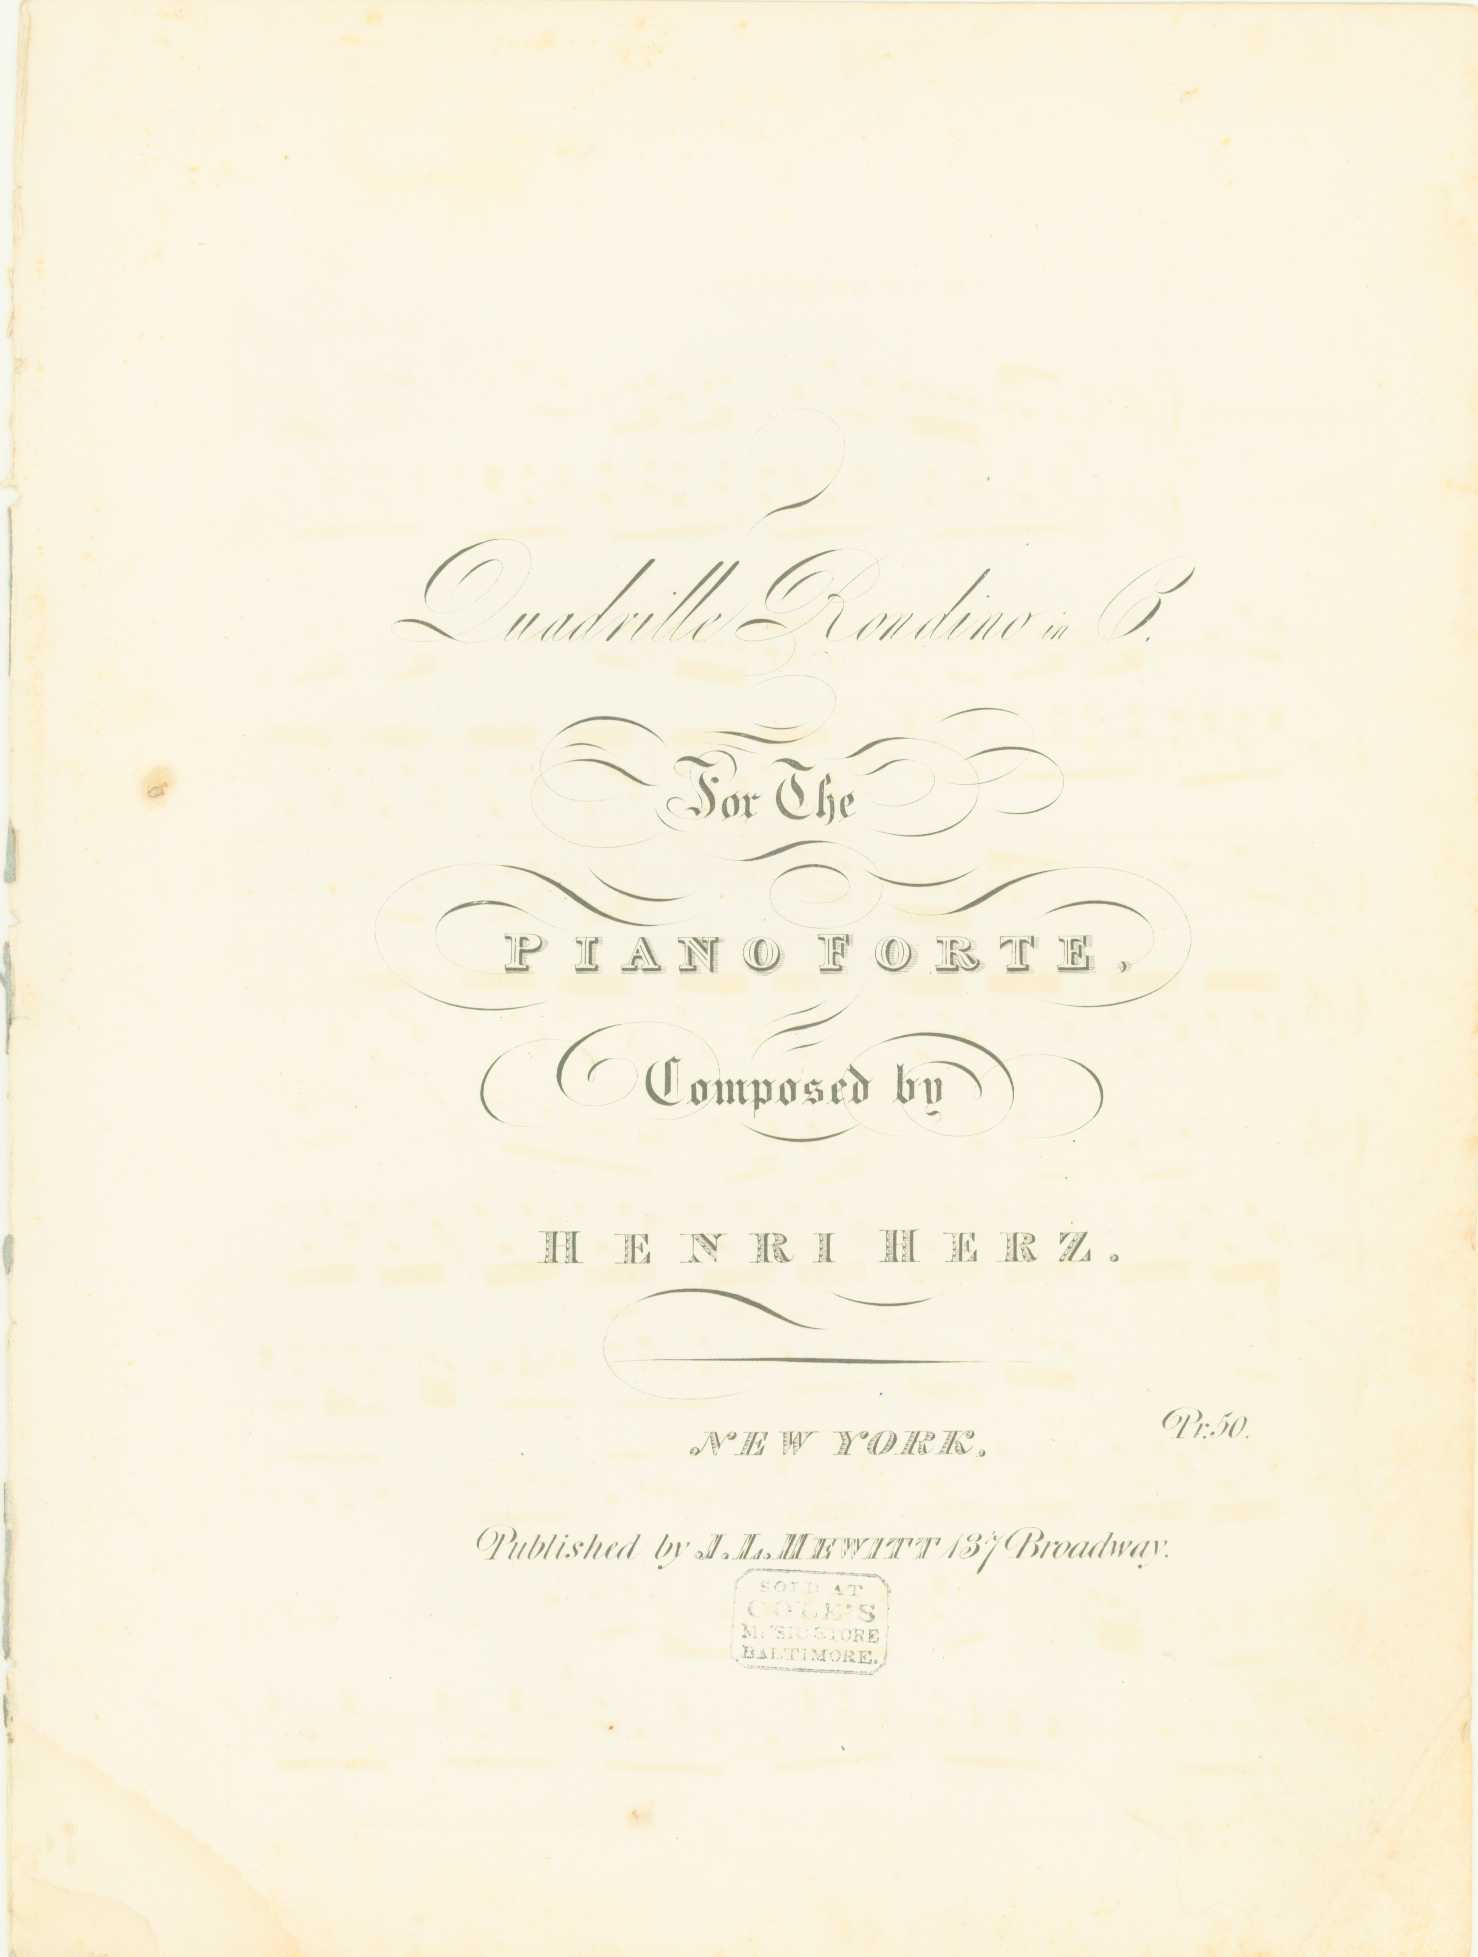 Quadrille Rondino in C.
For The
PIANO FORTE,
Composed by
HENRI HERZ.
NEW YORK.
Pr. 50.
Published by J. L. HEWITT 137 Broadway.
SOLD AT
COLE'S
MUSIC STORE
BALTIMORE.